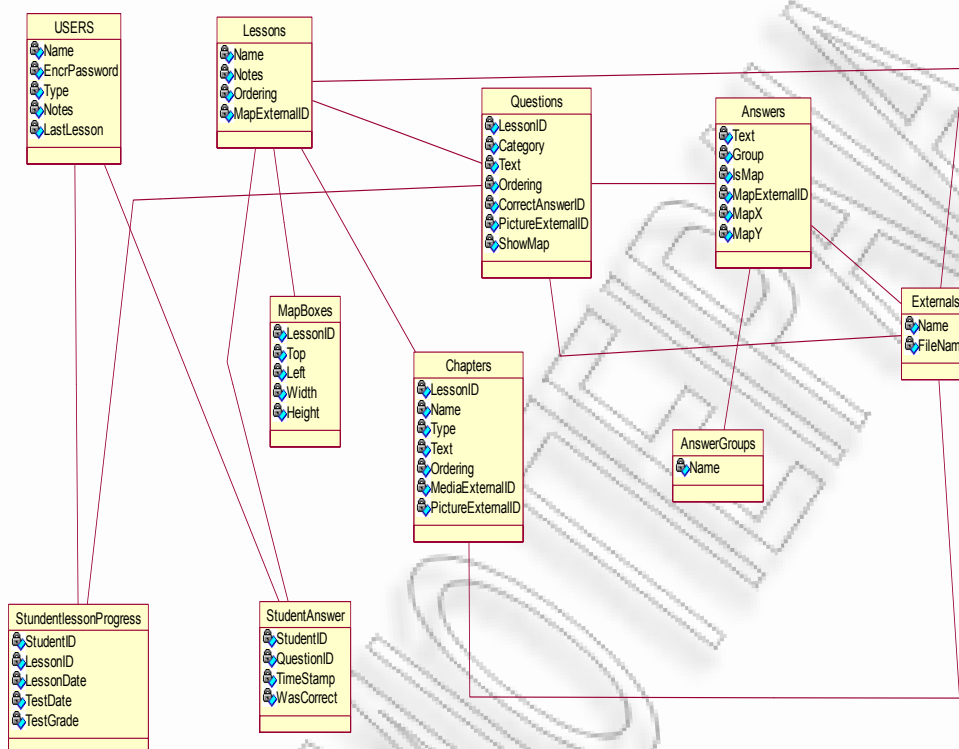 USERS
Name
EncrPassword
Type
Notes
LastLesson
Lessons
Name
Notes
Ordering
MapExternalID
Questions
LessonID
Category
Text
Ordering
CorrectAnswerID
PictureExternalID
ShowMap
Answers
Text
Group
IsMap
MapExternalID
MapX
MapY
Externals
Name
FileNam
MapBoxes
LessonID
Top
Left
Width
Height
Chapters
LessonID
Name
Type
Text
Ordering
MediaExternalID
PictureExternalID
AnswerGroups
Name
StundentlessonProgress
StudentID
LessonID
LessonDate
TestDate
TestGrade
StudentAnswer
StudentID
QuestionID
TimeStamp
WasCorrect